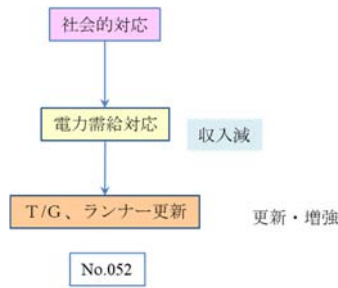 社会的対応
電力需給対応
収入減
T/G、ランナー更新
更新・増強
No.052